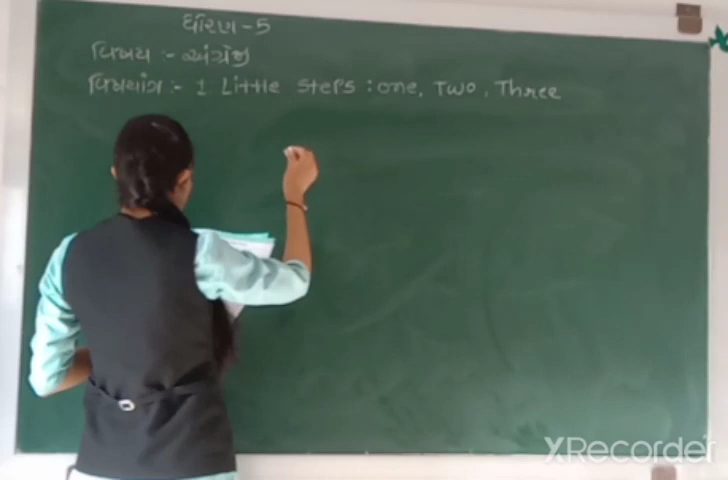 ધોરણ - 5
વિષય :- અંગ્રેજી
વિષયાંગ :- 1 Little steps : one, Two, Three
XRecorder